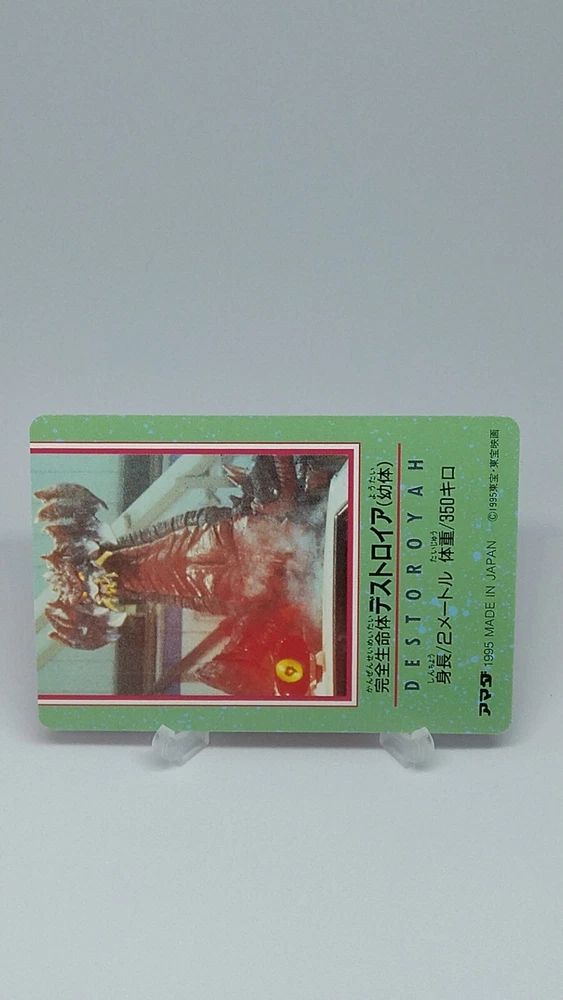 かんぜんせいめいたい ようたい
完全生命体デストロイア(幼体)
DESTOROYAH
しんちょう たいじゅう
身長/2メートル 体重/350キロ
アマダ 1995 MADE IN JAPAN ©1995東宝・東宝映画